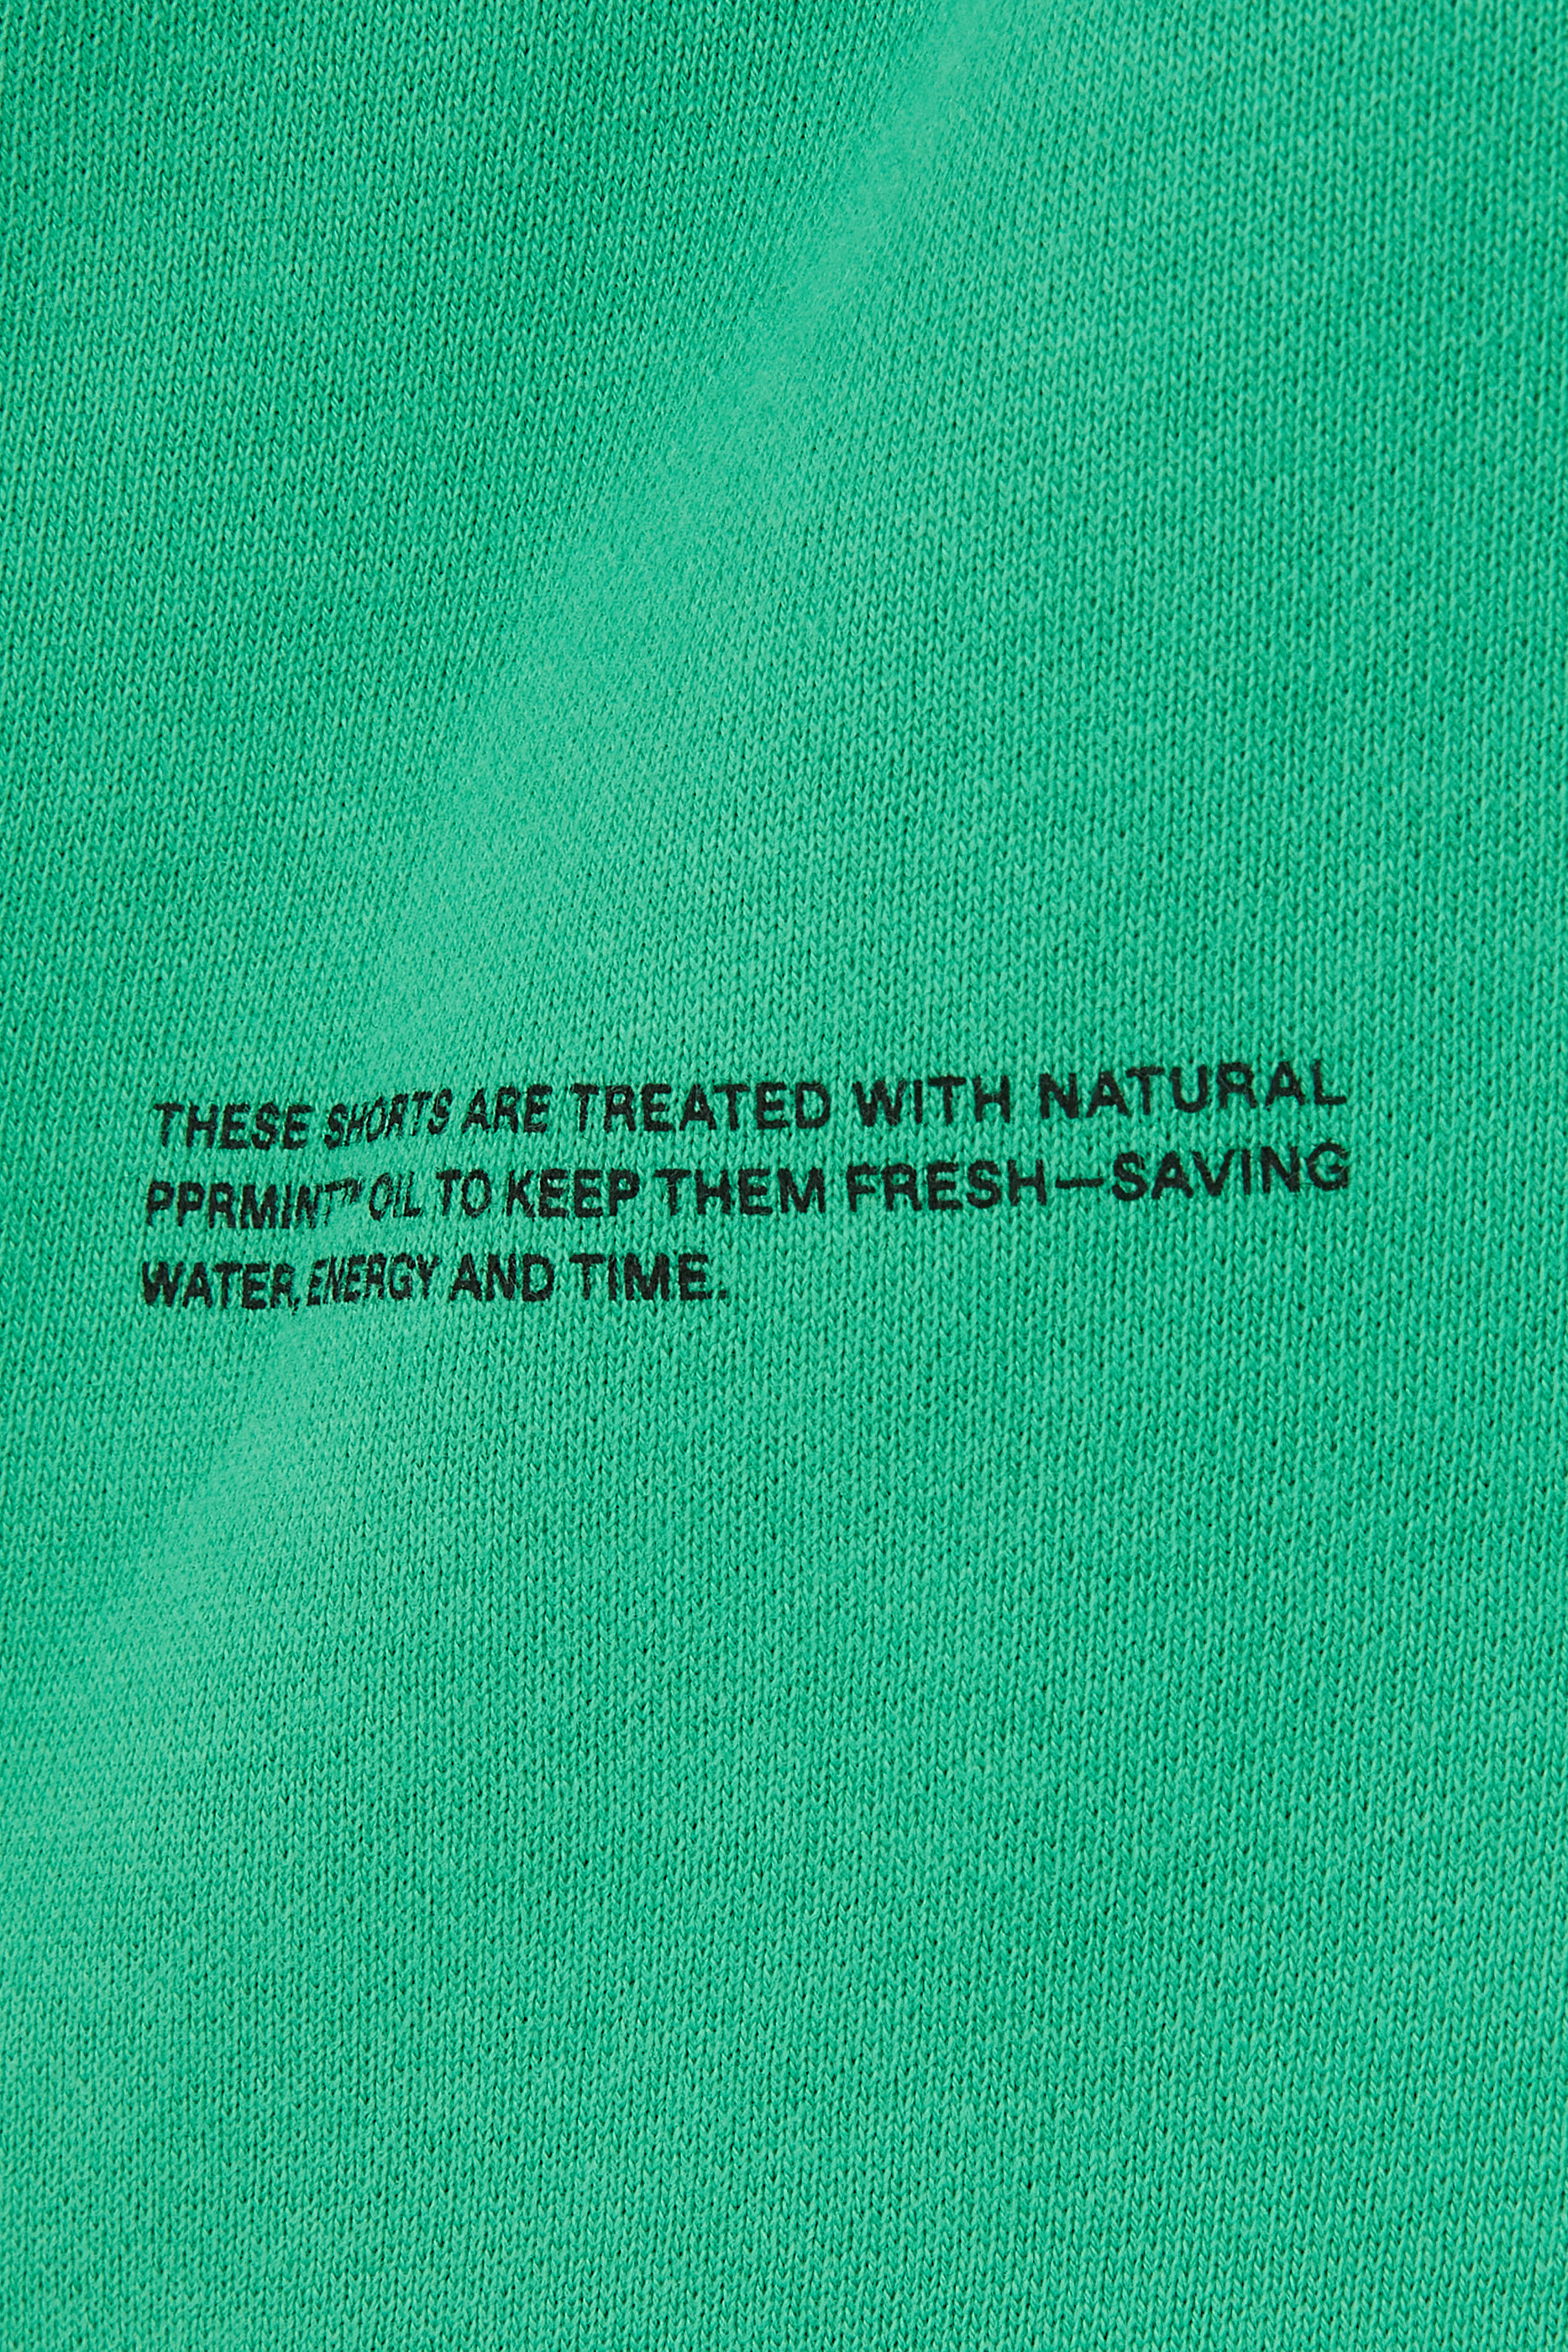 THESE SHORTS ARE TREATED WITH NATURAL
PPRMINT™ OIL TO KEEP THEM FRESH—SAVING
WATER, ENERGY AND TIME.